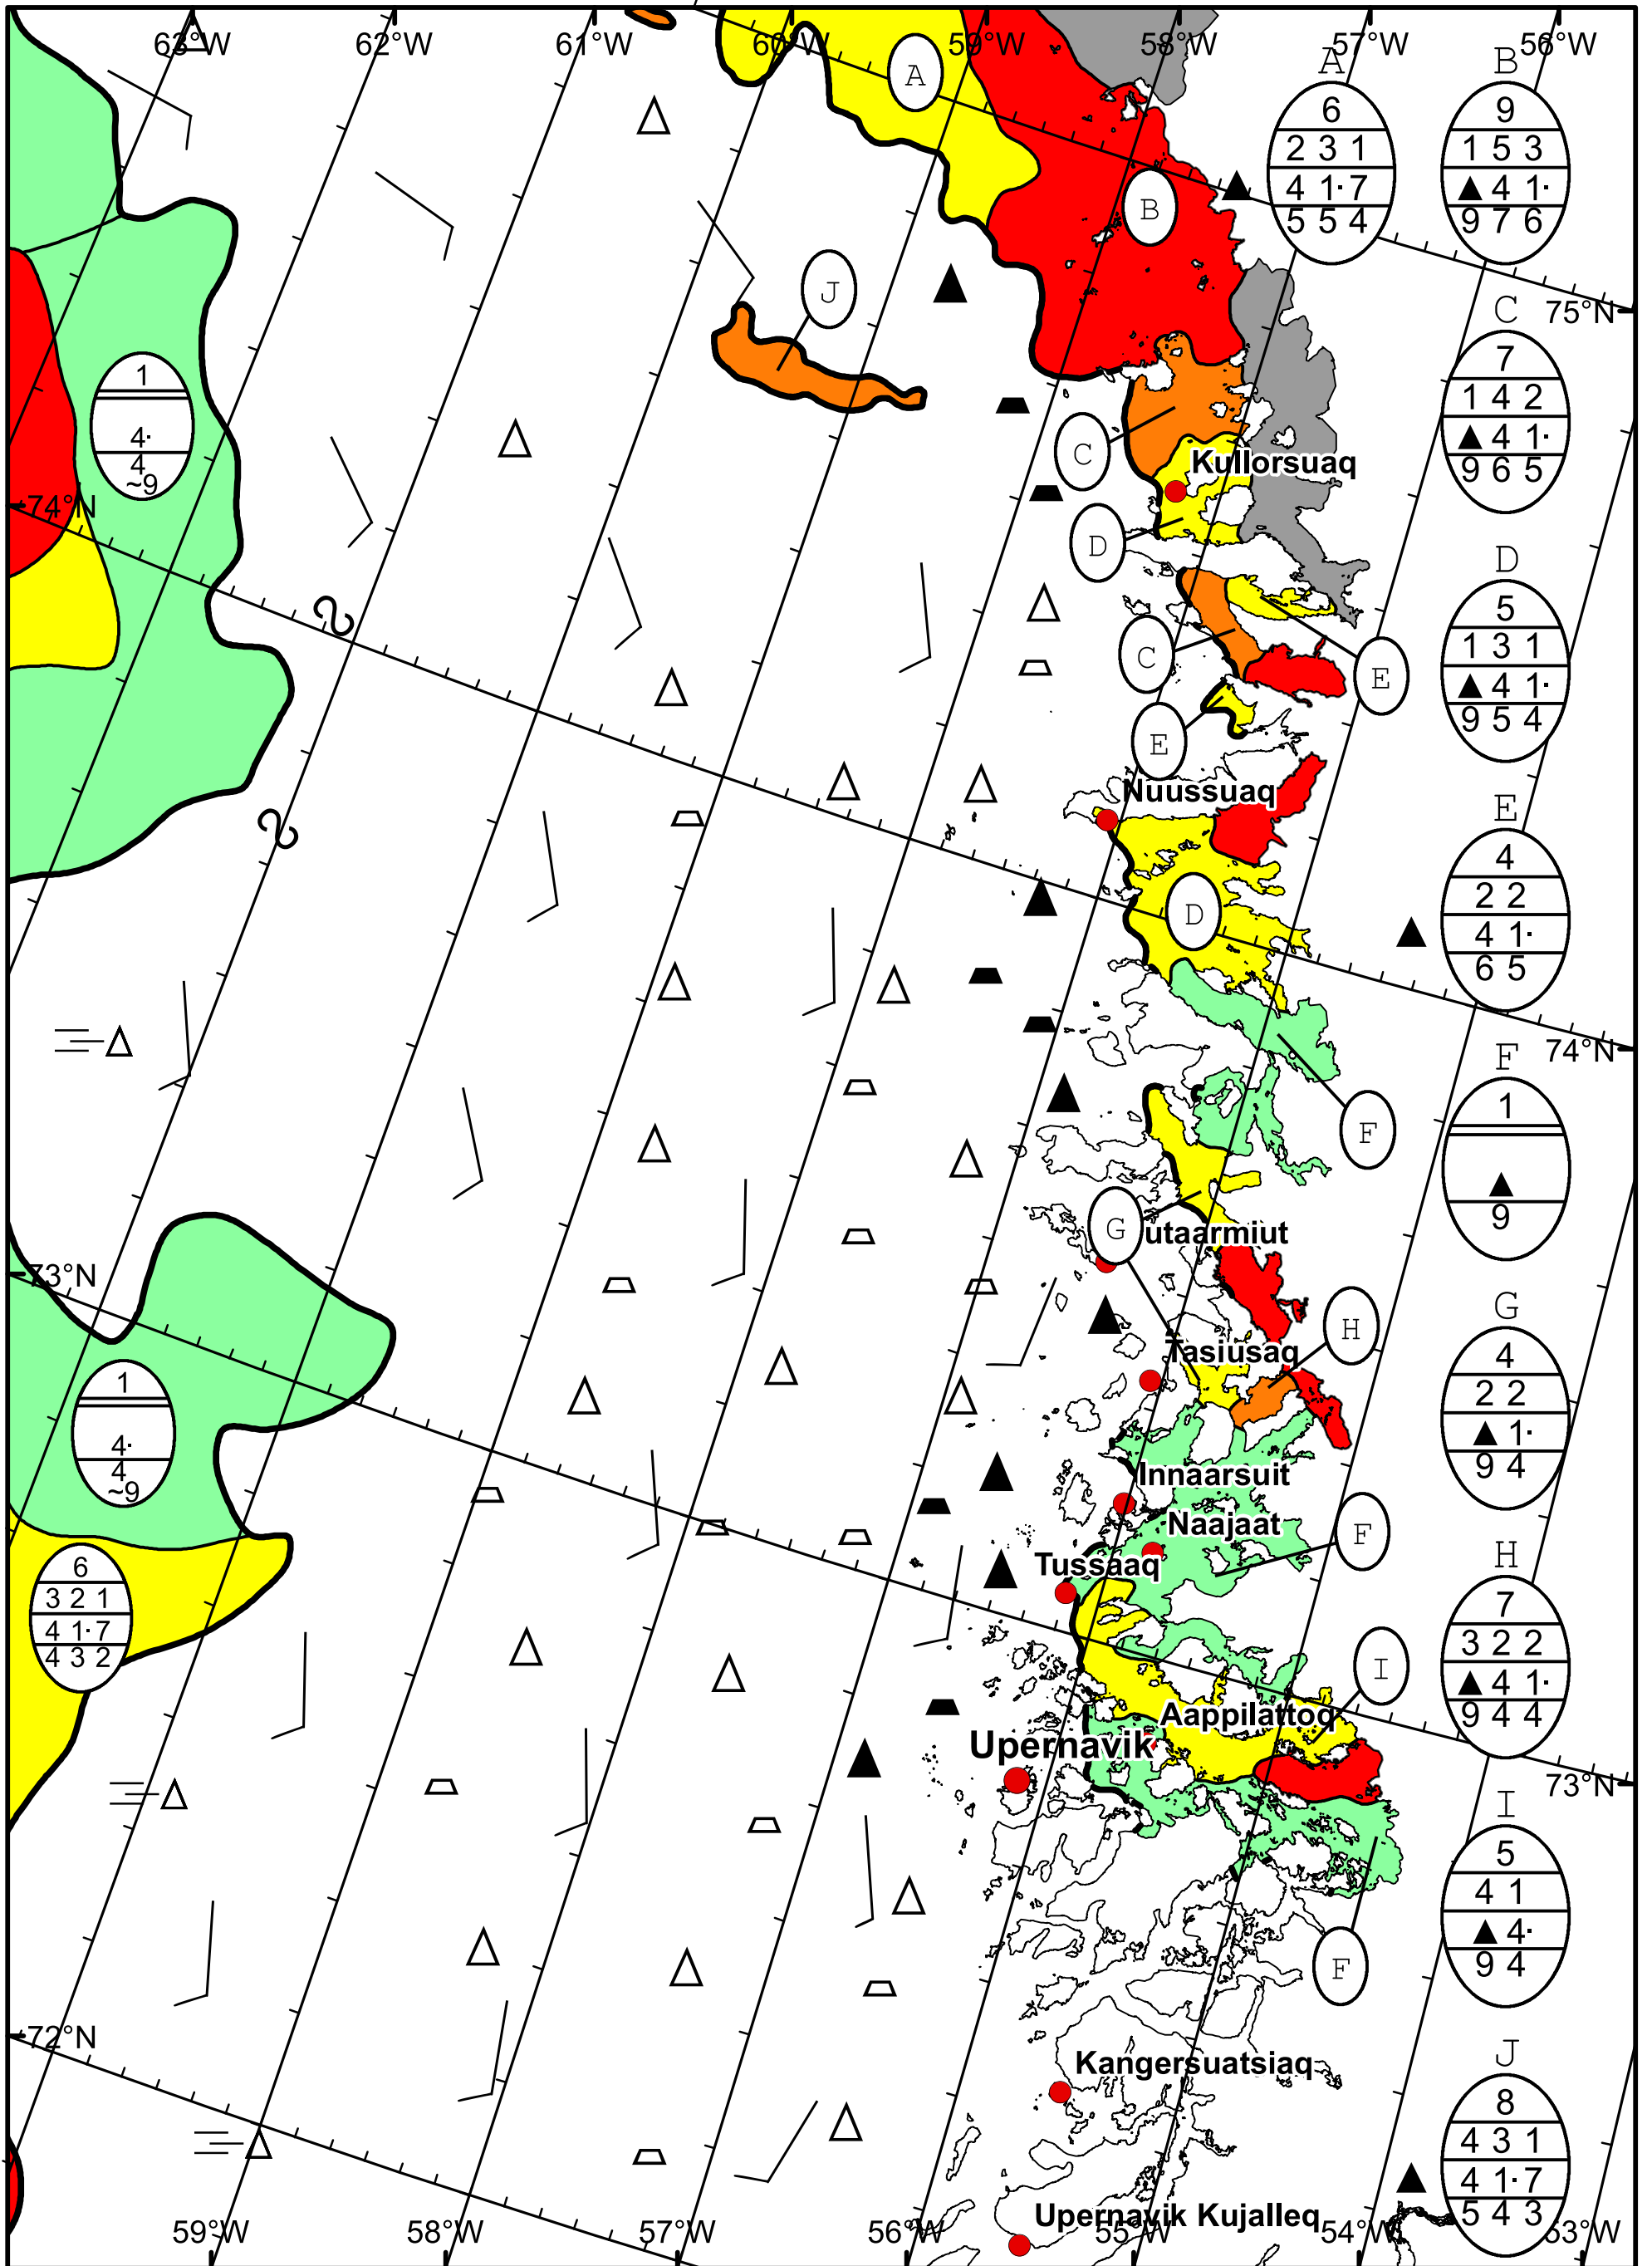 63°W 62°W 61°W 60°W 59°W 58°W 57°W 56°W
A B
A
6 9
2 3 1 1 5 3
4 1· 7 ▲ 4 1·
5 5 4 9 7 6
B
J
C
75°N
7
1 4 2
▲ 4 1·
9 6 5
1
4·
4
~9
C
Kullorsuaq
74°N
D
D
5
1 3 1
▲ 4 1·
9 5 4
C
E
E
Nuussuaq
E
4
2 2
4 1·
6 5
D
74°N
F
1
▲
9
F
G
utaarmiut
73°N
G
4
2 2
▲ 1·
9 4
H
Tasiusaq
1
4·
4
~9
Innaarsuit
Naajaat
F
Tussaaq
H
7
3 2 2
▲ 4 1·
9 4 4
6
3 2 1
4 1· 7
4 3 2
I
Aappilattoq
Upernavik
73°N
I
5
4 1
▲ 4·
9 4
F
72°N
Kangersuatsiaq
J
8
4 3 1
4 1· 7
5 4 3
Upernavik Kujalleq
59°W 58°W 57°W 56°W 55°W 54°W 53°W